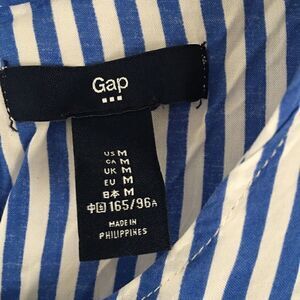 Gap
US M
CA M
UK M
EU M
日本 M
中国 165/96A
MADE IN
PHILIPPINES